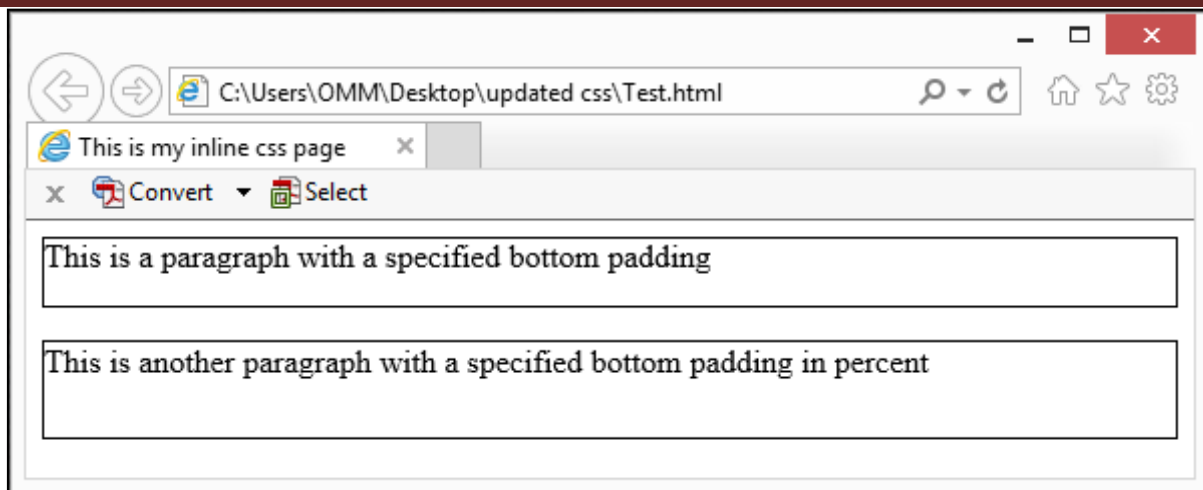 C:\Users\OMM\Desktop\updated css\Test.html
This is my inline css page
Convert Select
This is a paragraph with a specified bottom padding
This is another paragraph with a specified bottom padding in percent